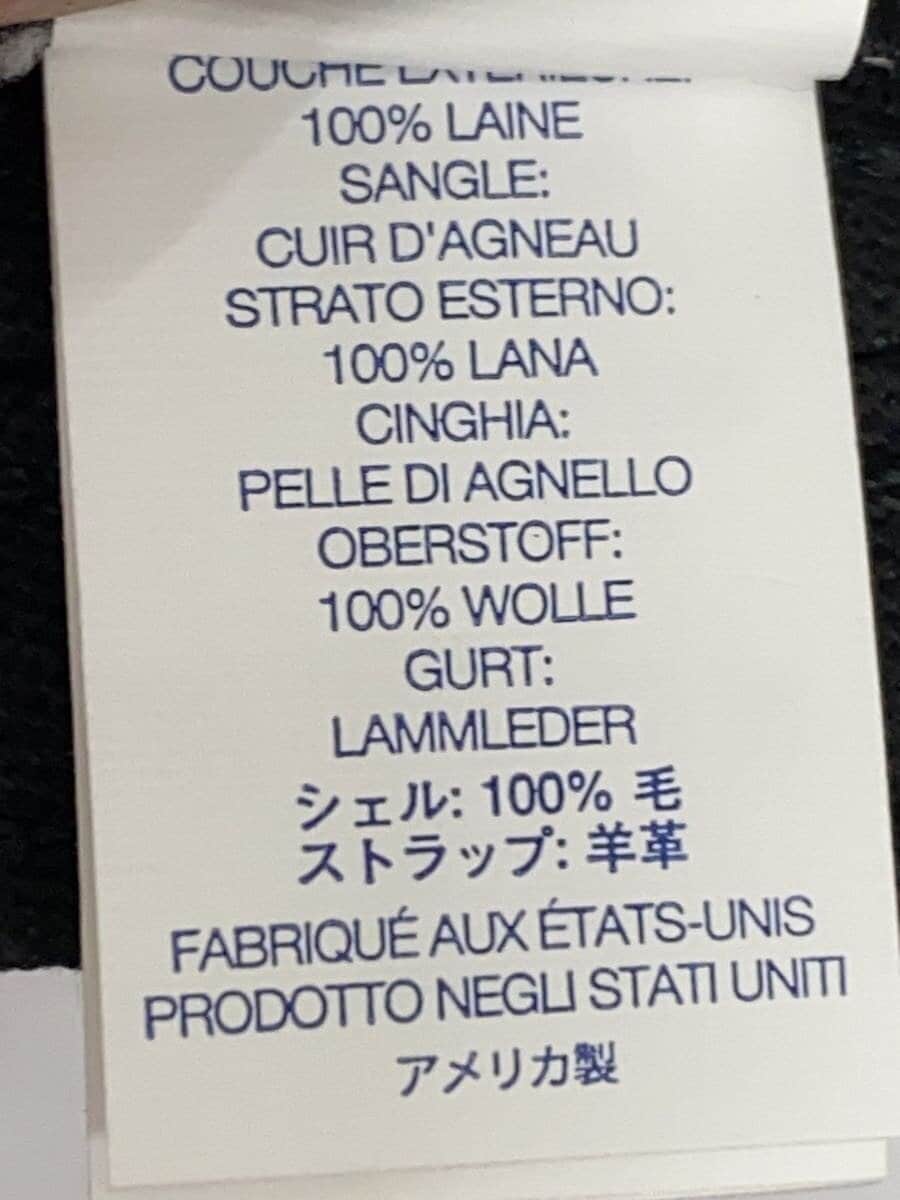 COUCHE
100% LAINE
SANGLE:
CUIR D'AGNEAU
STRATO ESTERNO:
100% LANA
CINGHIA:
PELLE DI AGNELLO
OBERSTOFF:
100% WOLLE
GURT:
LAMMLEDER
シェル: 100% 毛
ストラップ: 羊革
FABRIQUÉ AUX ÉTATS-UNIS
PRODOTTO NEGLI STATI UNITI
アメリカ製